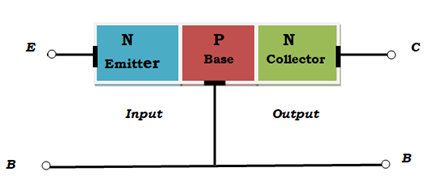 N P N
E Emitter Base Collector C
Input Output
B B